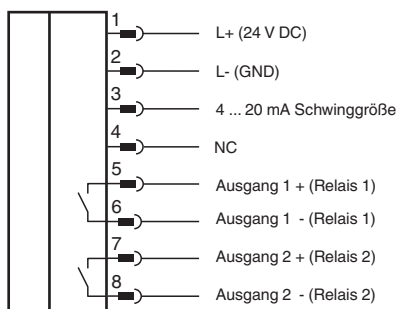 1 L+ (24 V DC)
2 L- (GND)
3 4 ... 20 mA Schwinggröße
4 NC
5 Ausgang 1 + (Relais 1)
6 Ausgang 1 - (Relais 1)
7 Ausgang 2 + (Relais 2)
8 Ausgang 2 - (Relais 2)